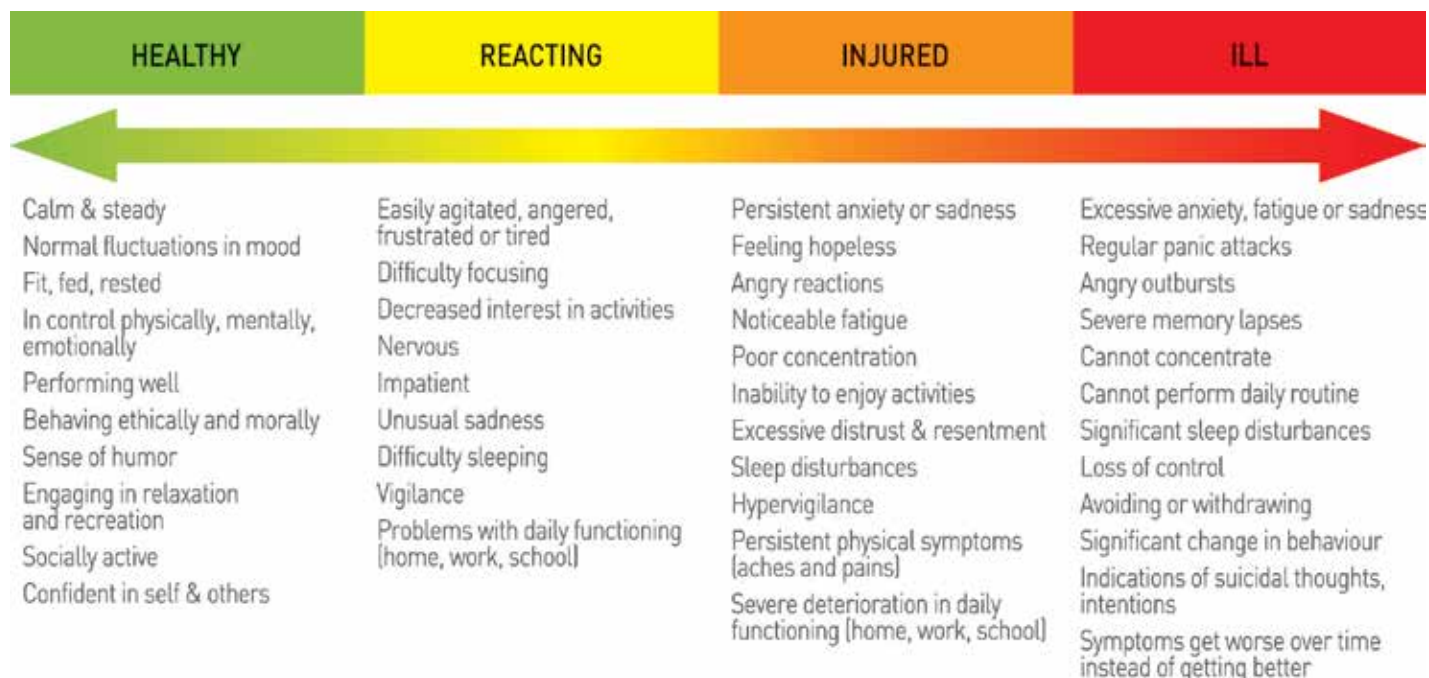 HEALTHY
REACTING
INJURED
ILL
Calm & steady
Normal fluctuations in mood
Fit, fed, rested
In control physically, mentally,
emotionally
Performing well
Behaving ethically and morally
Sense of humor
Engaging in relaxation
and recreation
Socially active
Confident in self & others
Easily agitated, angered,
frustrated or tired
Difficulty focusing
Decreased interest in activities
Nervous
Impatient
Unusual sadness
Difficulty sleeping
Vigilance
Problems with daily functioning
(home, work, school)
Persistent anxiety or sadness
Feeling hopeless
Angry reactions
Noticeable fatigue
Poor concentration
Inability to enjoy activities
Excessive distrust & resentment
Sleep disturbances
Hypervigilance
Persistent physical symptoms
(aches and pains)
Severe deterioration in daily
functioning (home, work, school)
Excessive anxiety, fatigue or sadness
Regular panic attacks
Angry outbursts
Severe memory lapses
Cannot concentrate
Cannot perform daily routine
Significant sleep disturbances
Loss of control
Avoiding or withdrawing
Significant change in behaviour
Indications of suicidal thoughts,
intentions
Symptoms get worse over time
instead of getting better